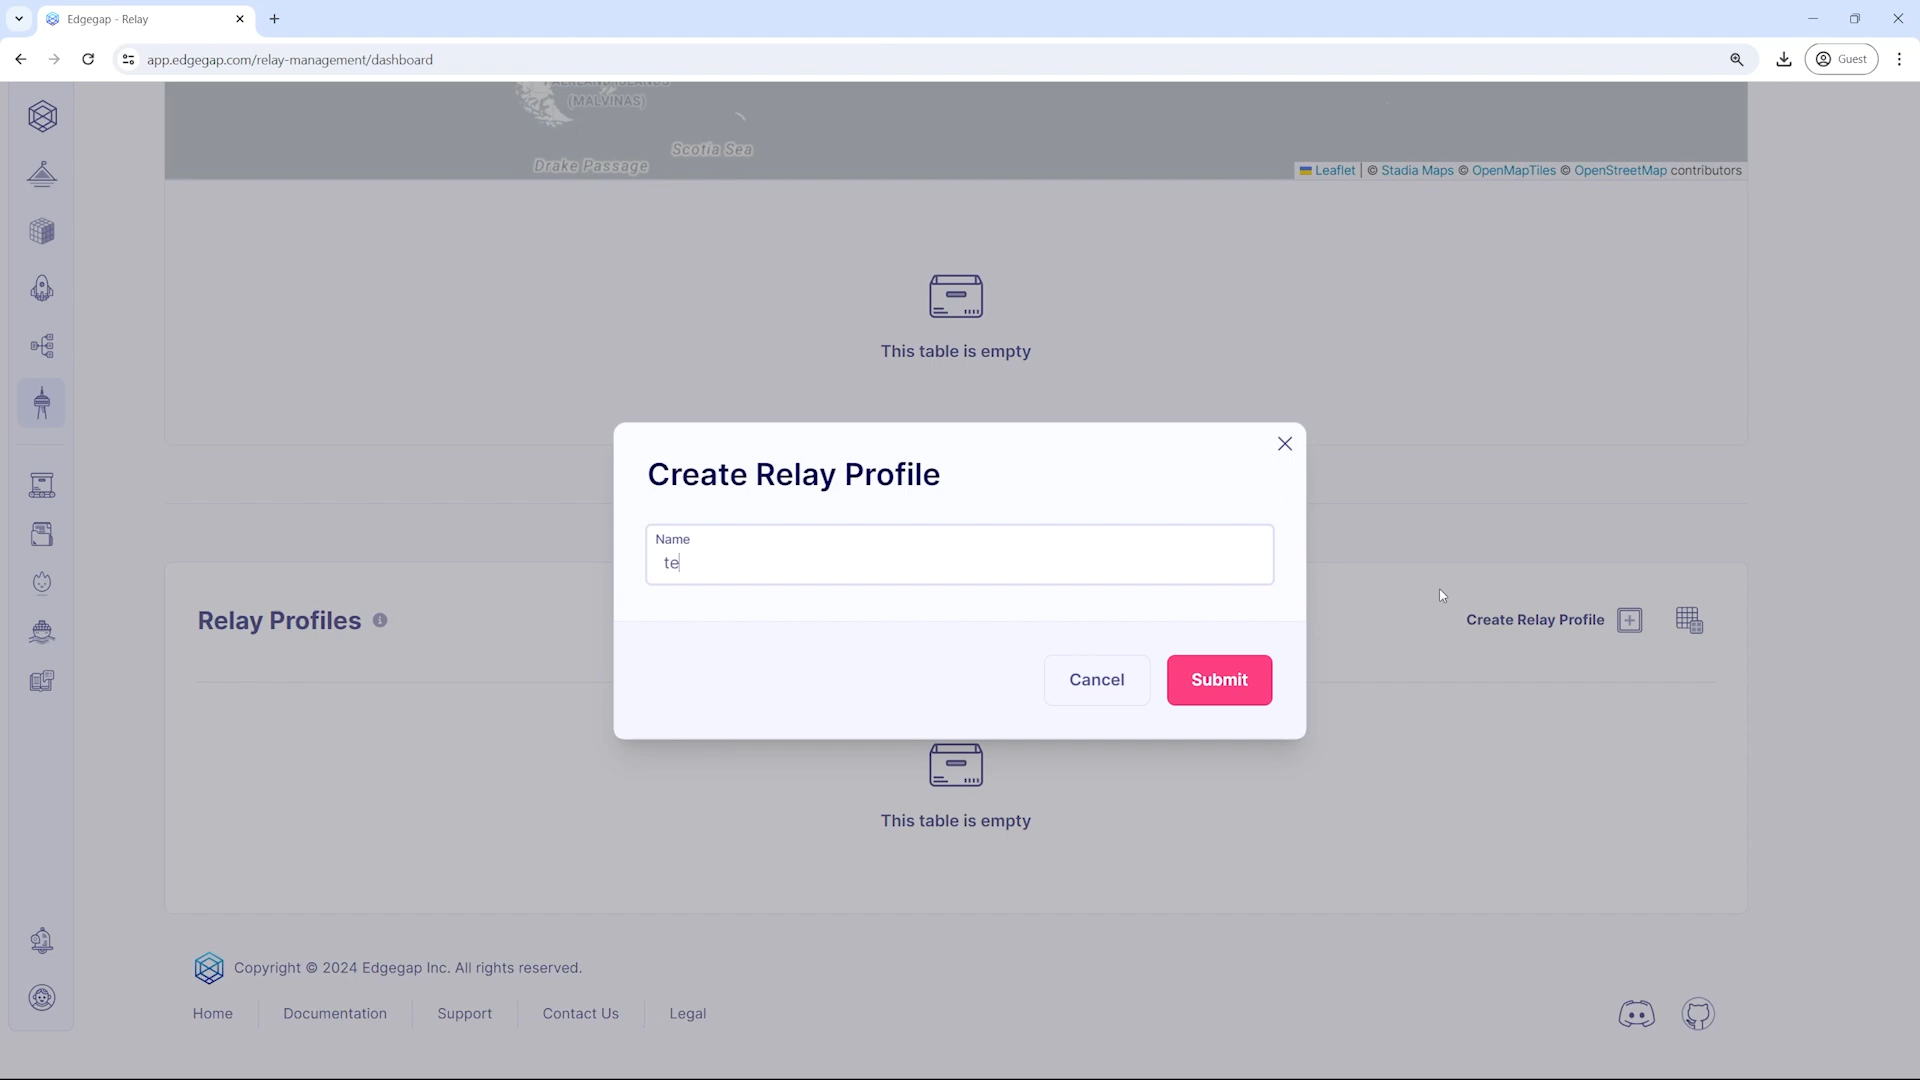 Edgegap - Relay
app.edgegap.com/relay-management/dashboard
Guest
(MALVINAS)
Scotia Sea
Drake Passage
Leaflet | © Stadia Maps © OpenMapTiles © OpenStreetMap contributors
This table is empty
Create Relay Profile
Name
te
Relay Profiles
Create Relay Profile
Cancel
Submit
This table is empty
Copyright © 2024 Edgegap Inc. All rights reserved.
Home
Documentation
Support
Contact Us
Legal